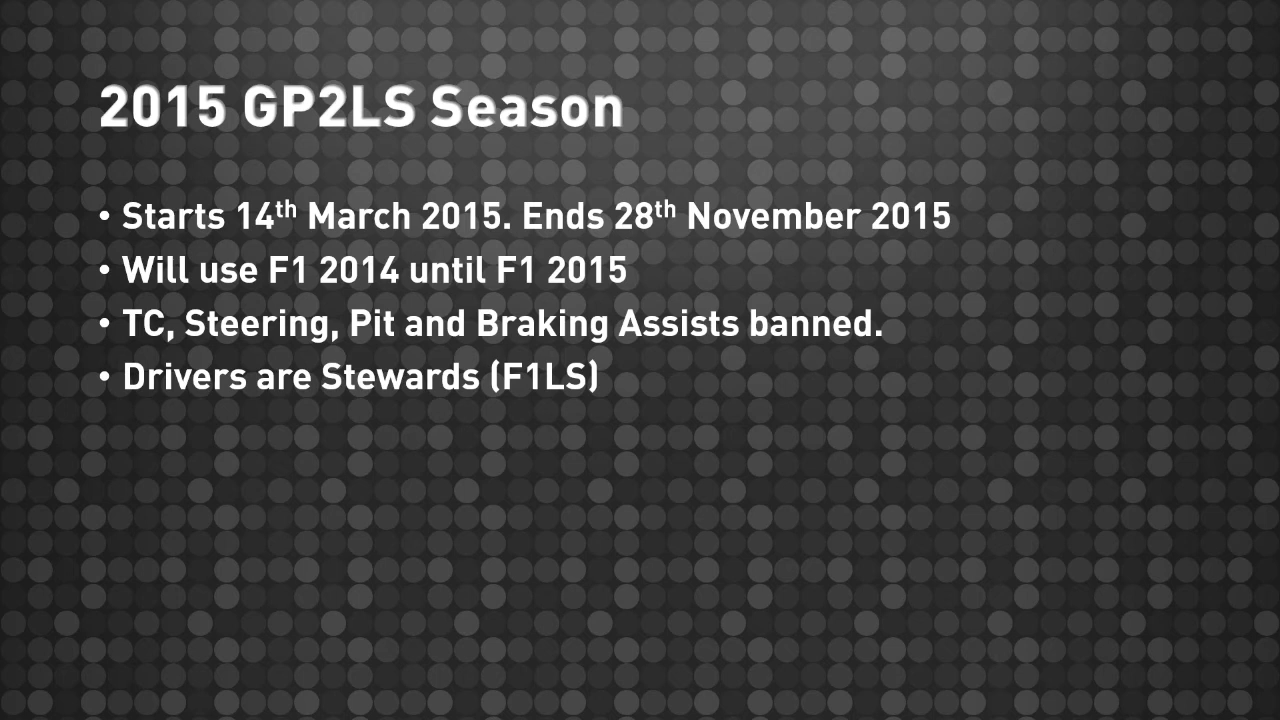 2015 GP2LS Season
• Starts 14th March 2015. Ends 28th November 2015
• Will use F1 2014 until F1 2015
• TC, Steering, Pit and Braking Assists banned.
• Drivers are Stewards (F1LS)